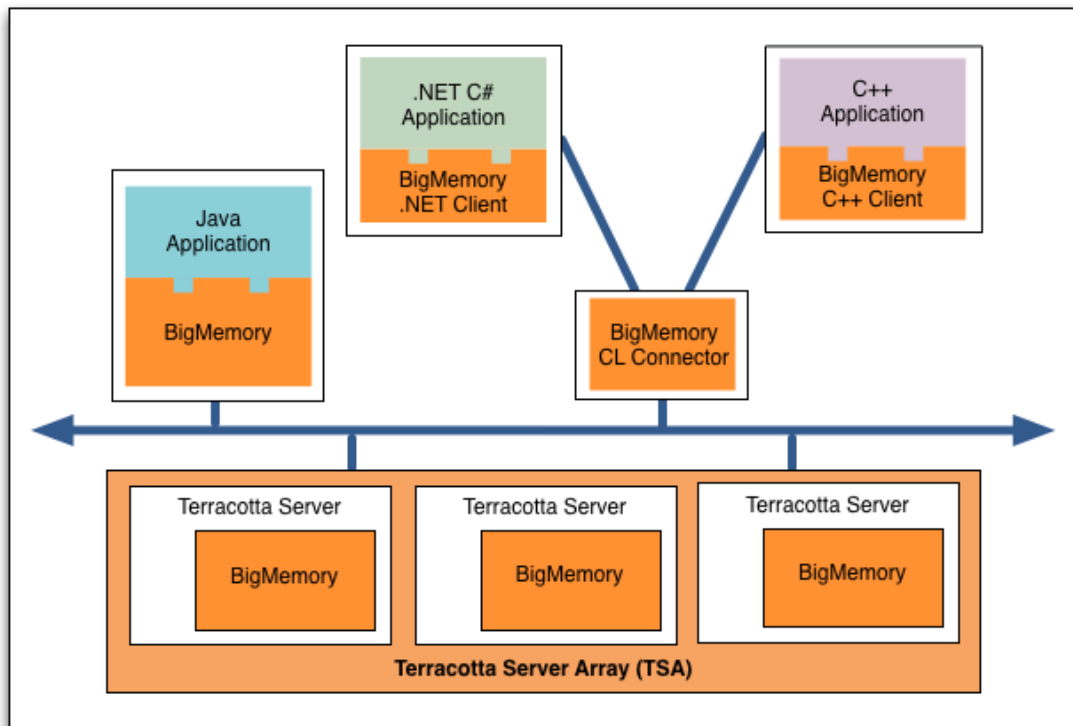 .NET C#
Application
BigMemory
.NET Client
C++
Application
BigMemory
C++ Client
Java
Application
BigMemory
BigMemory
CL Connector
Terracotta Server
BigMemory
Terracotta Server
BigMemory
Terracotta Server
BigMemory
Terracotta Server Array (TSA)